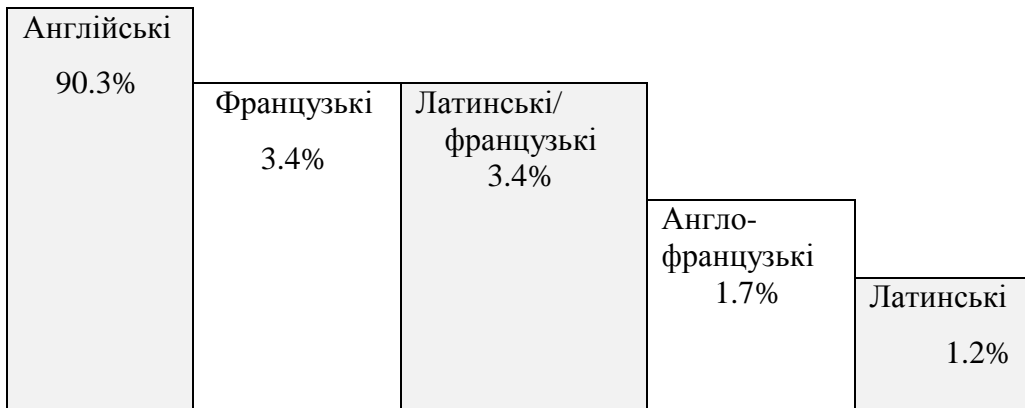 Англійські
90.3%
Французькі
3.4%
Латинські/
французькі
3.4%
Англо-
французькі
1.7%
Латинські
1.2%